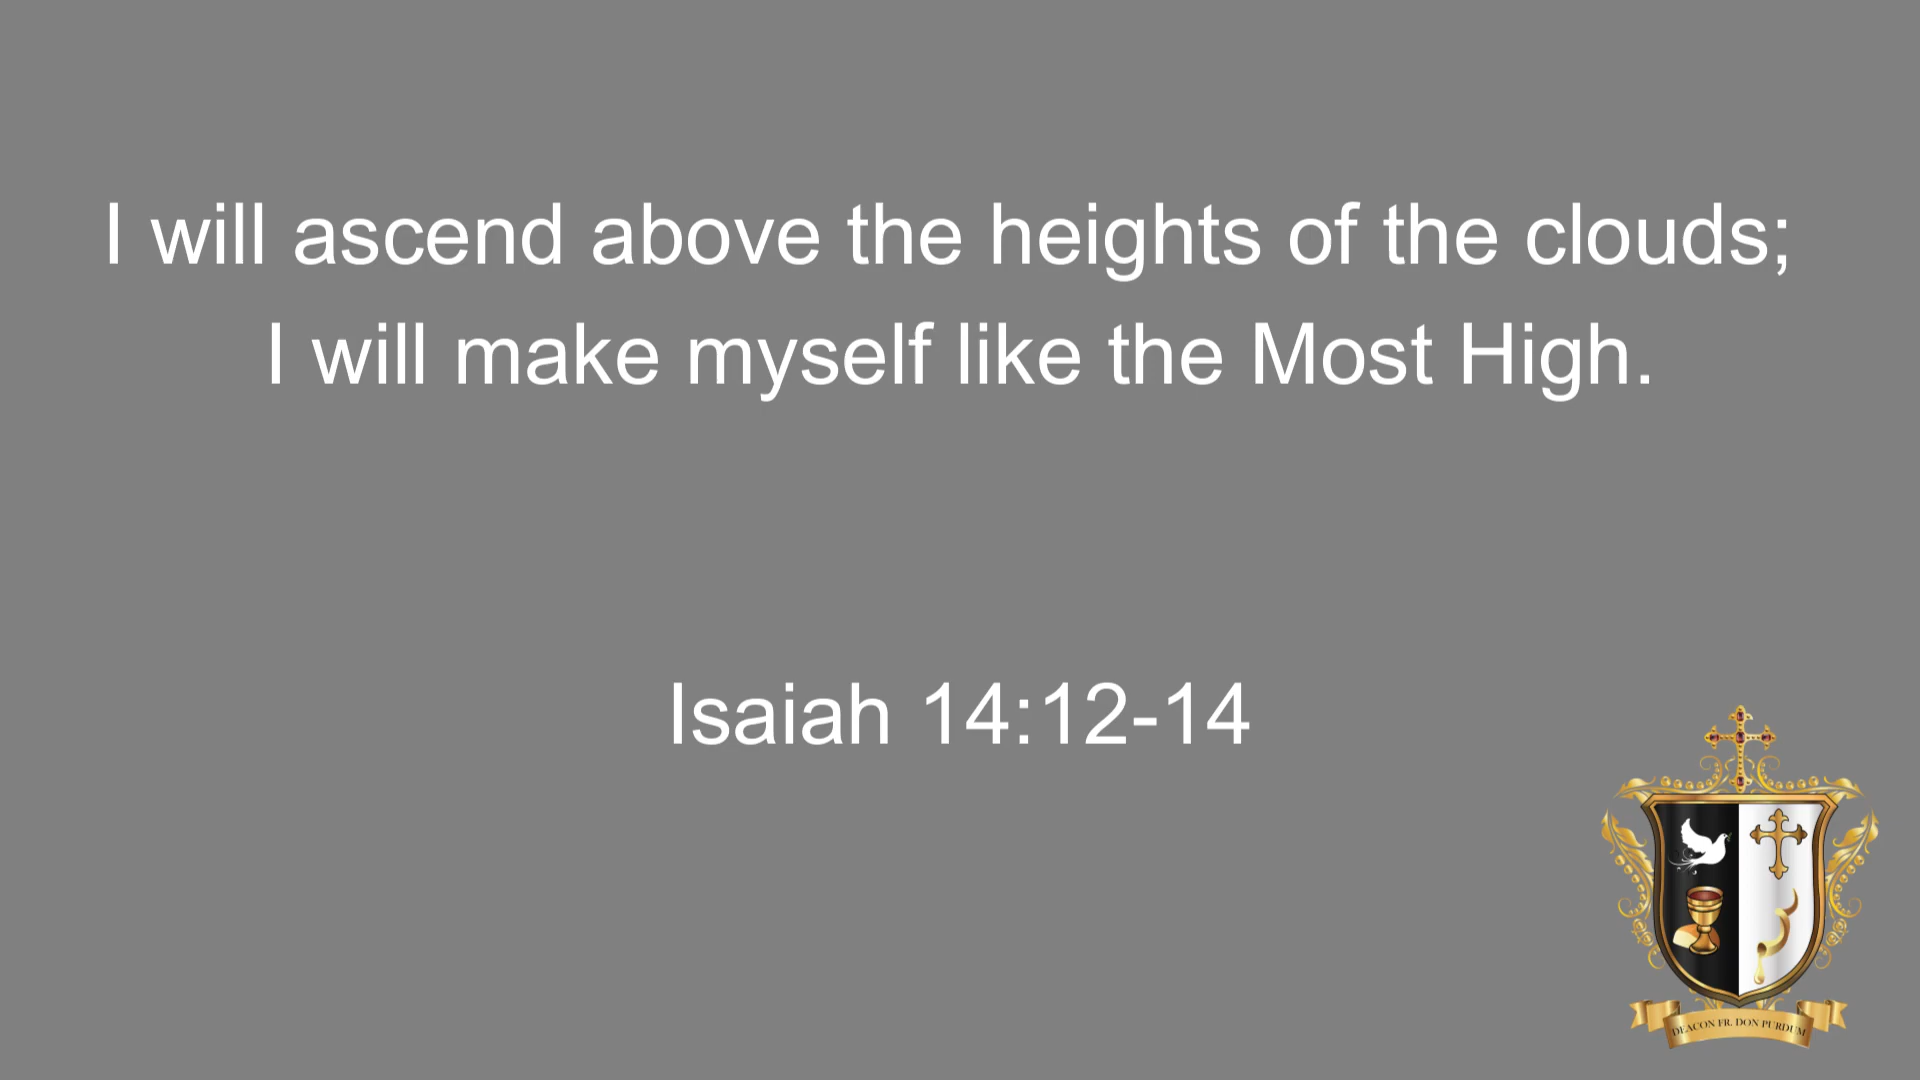 I will ascend above the heights of the clouds;
I will make myself like the Most High.
Isaiah 14:12-14
DEACON FR. DON PURDUM